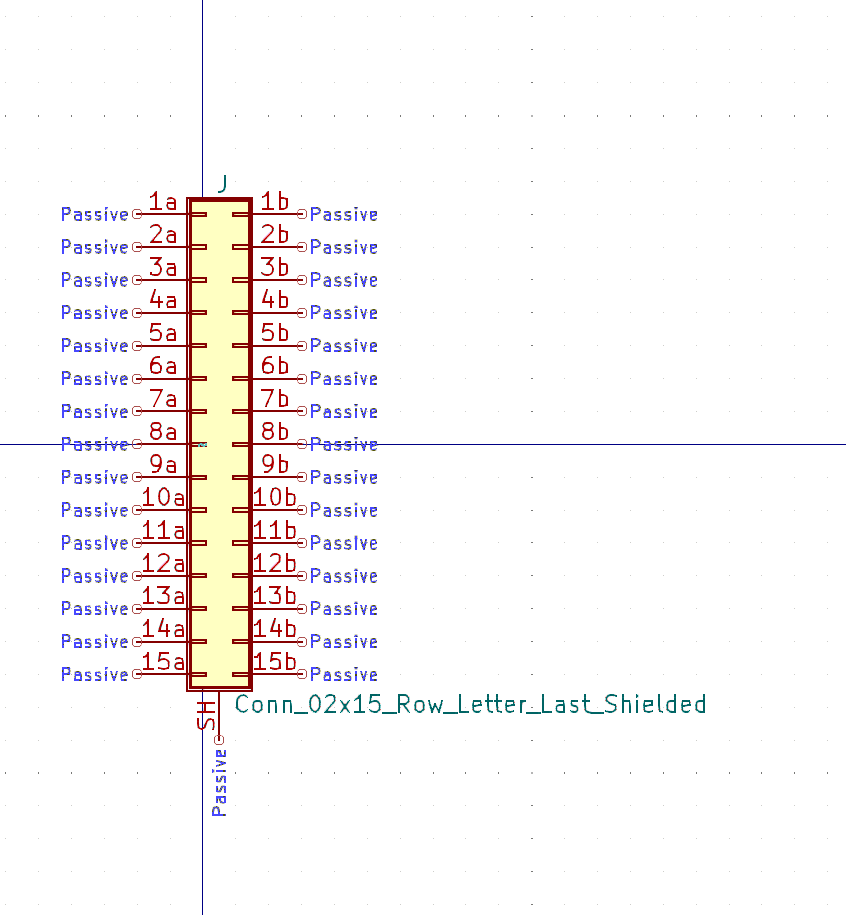 J
Passive 1a 1b Passive
Passive 2a 2b Passive
Passive 3a 3b Passive
Passive 4a 4b Passive
Passive 5a 5b Passive
Passive 6a 6b Passive
Passive 7a 7b Passive
Passive 8a 8b Passive
Passive 9a 9b Passive
Passive 10a 10b Passive
Passive 11a 11b Passive
Passive 12a 12b Passive
Passive 13a 13b Passive
Passive 14a 14b Passive
Passive 15a 15b Passive
SH Conn_02x15_Row_Letter_Last_Shielded
Passive